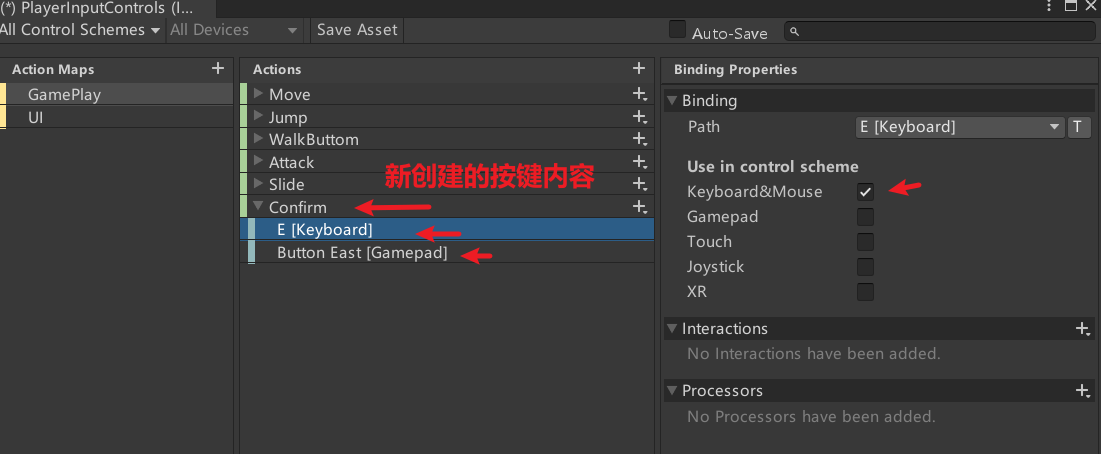 (*) PlayerInputControls (I...
All Control Schemes All Devices Save Asset Auto-Save
Action Maps
GamePlay
UI
Actions
Move
Jump
WalkButtom
Attack
Slide
新创建的按键内容
Confirm
E [Keyboard]
Button East [Gamepad]
Binding Properties
Binding
Path E [Keyboard] T
Use in control scheme
Keyboard&Mouse
Gamepad
Touch
Joystick
XR
Interactions
No Interactions have been added.
Processors
No Processors have been added.